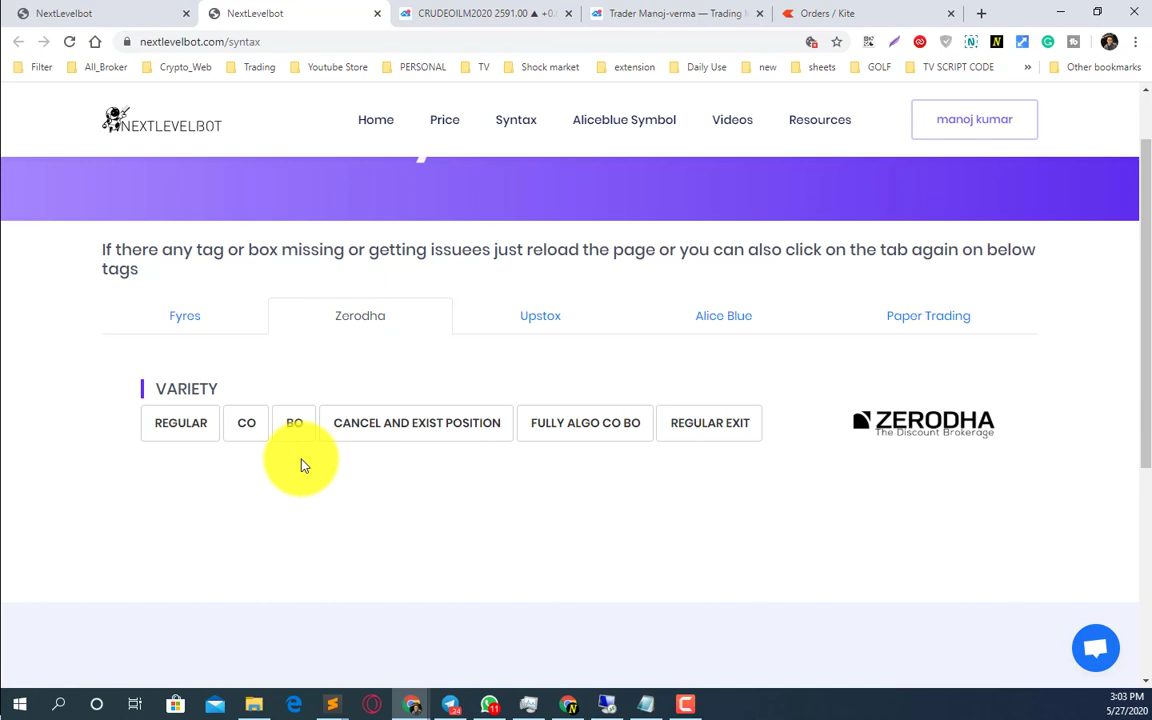 NextLevelbot
NextLevelbot
CRUDEOILM2020 2591.00 ▲ +0.
Trader Manoj-verma — Trading
Orders / Kite
nextlevelbot.com/syntax
Filter
All_Broker
Crypto_Web
Trading
Youtube Store
PERSONAL
TV
Shock market
extension
Daily Use
new
sheets
GOLF
TV SCRIPT CODE
»
Other bookmarks
NEXTLEVELBOT
Home
Price
Syntax
Aliceblue Symbol
Videos
Resources
manoj kumar
If there any tag or box missing or getting issuees just reload the page or you can also click on the tab again on below
tags
Fyres
Zerodha
Upstox
Alice Blue
Paper Trading
VARIETY
REGULAR
CO
BO
CANCEL AND EXIST POSITION
FULLY ALGO CO BO
REGULAR EXIT
ZERODHA
The Discount Brokerage
24
11
3:03 PM
5/27/2020